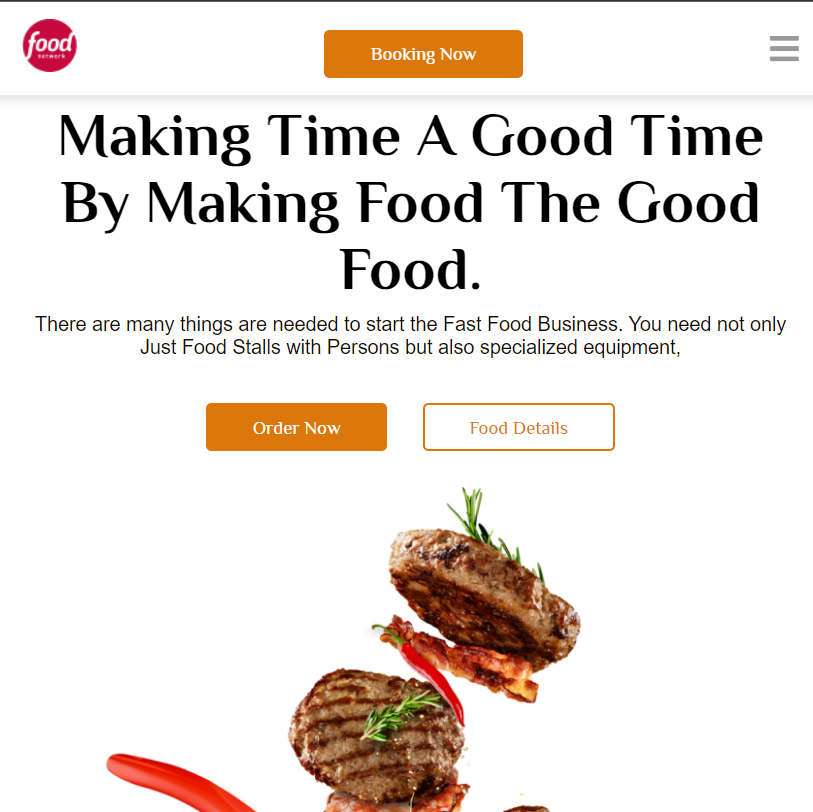 food
network
Booking Now
Making Time A Good Time
By Making Food The Good
Food.
There are many things are needed to start the Fast Food Business. You need not only
Just Food Stalls with Persons but also specialized equipment,
Order Now
Food Details